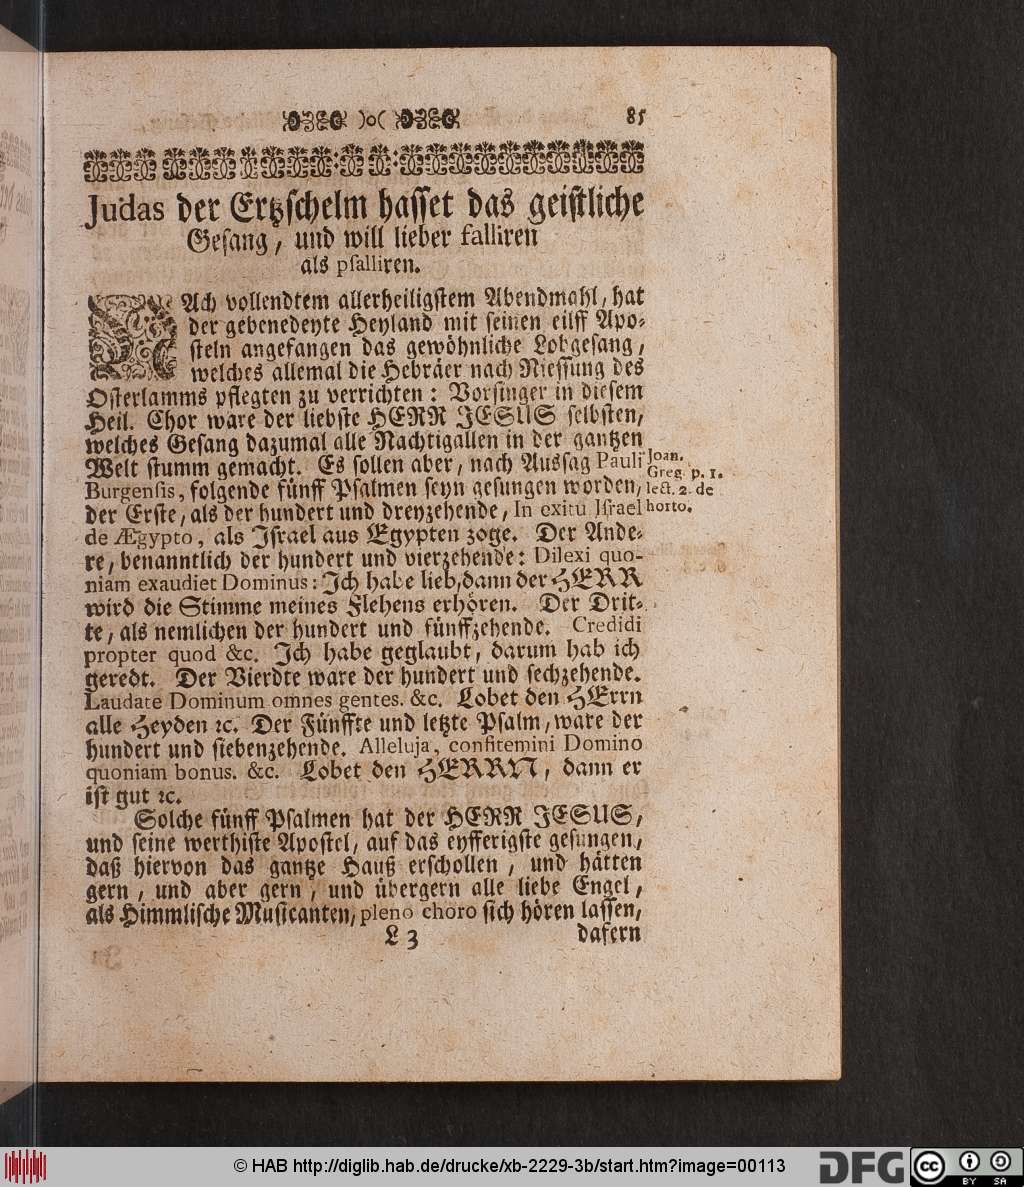 )o( 85
Judas der Ertzschelm hasset das geistliche
Gesang, und will lieber falliren
als psalliren.
NAch vollendtem allerheiligstem Abendmahl, hat
der gebenedeyte Heyland mit seinen eilff Apo-
steln angefangen das gewöhnliche Lobgesang,
welches allemal die Hebräer nach Niessung des
Osterlamms pflegten zu verrichten: Vorsinger in diesem
Heil. Chor ware der liebste HERR JESUS selbsten,
welches Gesang dazumal alle Nachtigallen in der gantzen
Welt stumm gemacht. Es sollen aber, nach Aussag Pauli
Burgensis, folgende fünff Psalmen seyn gesungen worden,
der Erste, als der hundert und dreyzehende, In exitu Israel
de Ægypto, als Israel aus Egypten zoge. Der Ande-
re, benanntlich der hundert und vierzehende: Dilexi quo-
niam exaudiet Dominus: Ich habe lieb, dann der HERR
wird die Stimme meines Flehens erhören. Der Drit-
te, als nemlichen der hundert und fünffzehende. Credidi
propter quod &c. Ich habe geglaubt, darum hab ich
geredt. Der Vierdte ware der hundert und sechzehende.
Laudate Dominum omnes gentes. &c. Lobet den HErrn
alle Heyden ꝛc. Der Fünffte und letzte Psalm, ware der
hundert und siebenzehende. Alleluja, confitemini Domino
quoniam bonus. &c. Lobet den HERRN, dann er
ist gut ꝛc.
Solche fünff Psalmen hat der HERR JESUS,
und seine werthiste Apostel, auf das eyfferigste gesungen,
daß hiervon das gantze Hauß erschollen, und hätten
gern, und aber gern, und übergern alle liebe Engel,
als Himmlische Musicanten, pleno choro sich hören lassen,
L 3 dafern
Joan.
Greg. p. 1.
lect. 2. de
horto.
© HAB http://diglib.hab.de/drucke/xb-2229-3b/start.htm?image=00113
DFG
CC BY SA